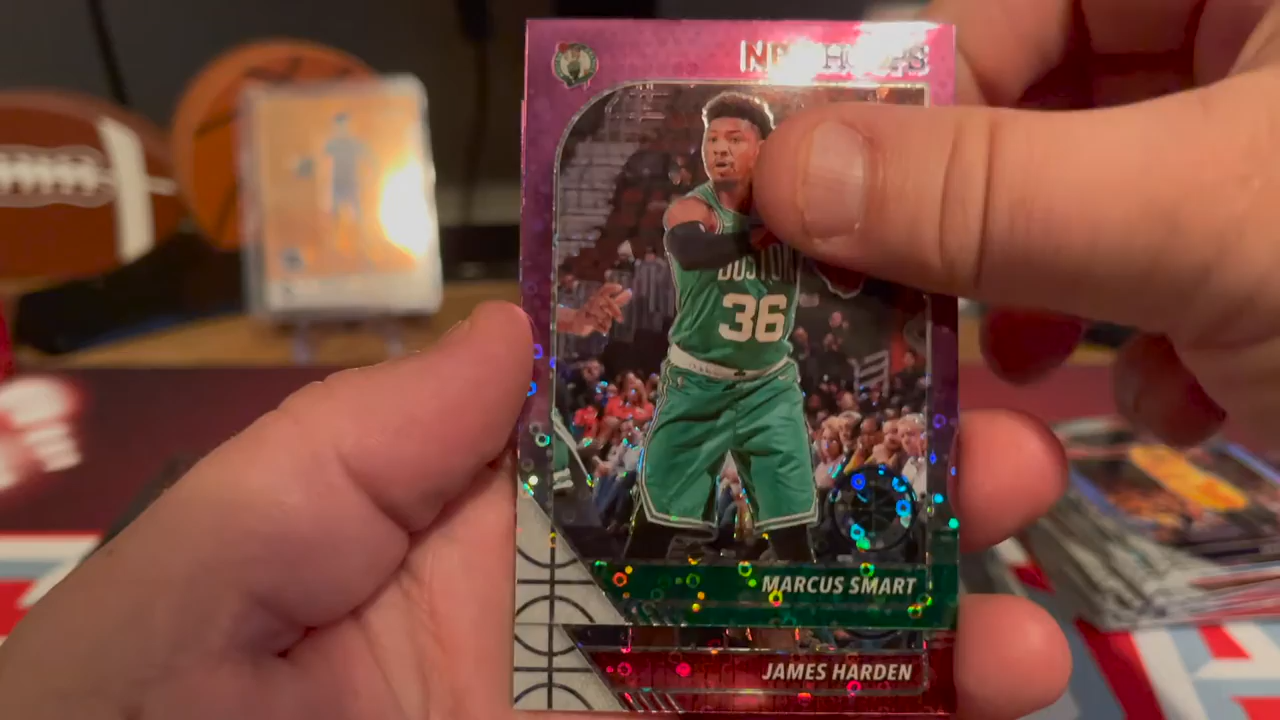 NBA HOOPS
BOSTON
36
MARCUS SMART
JAMES HARDEN